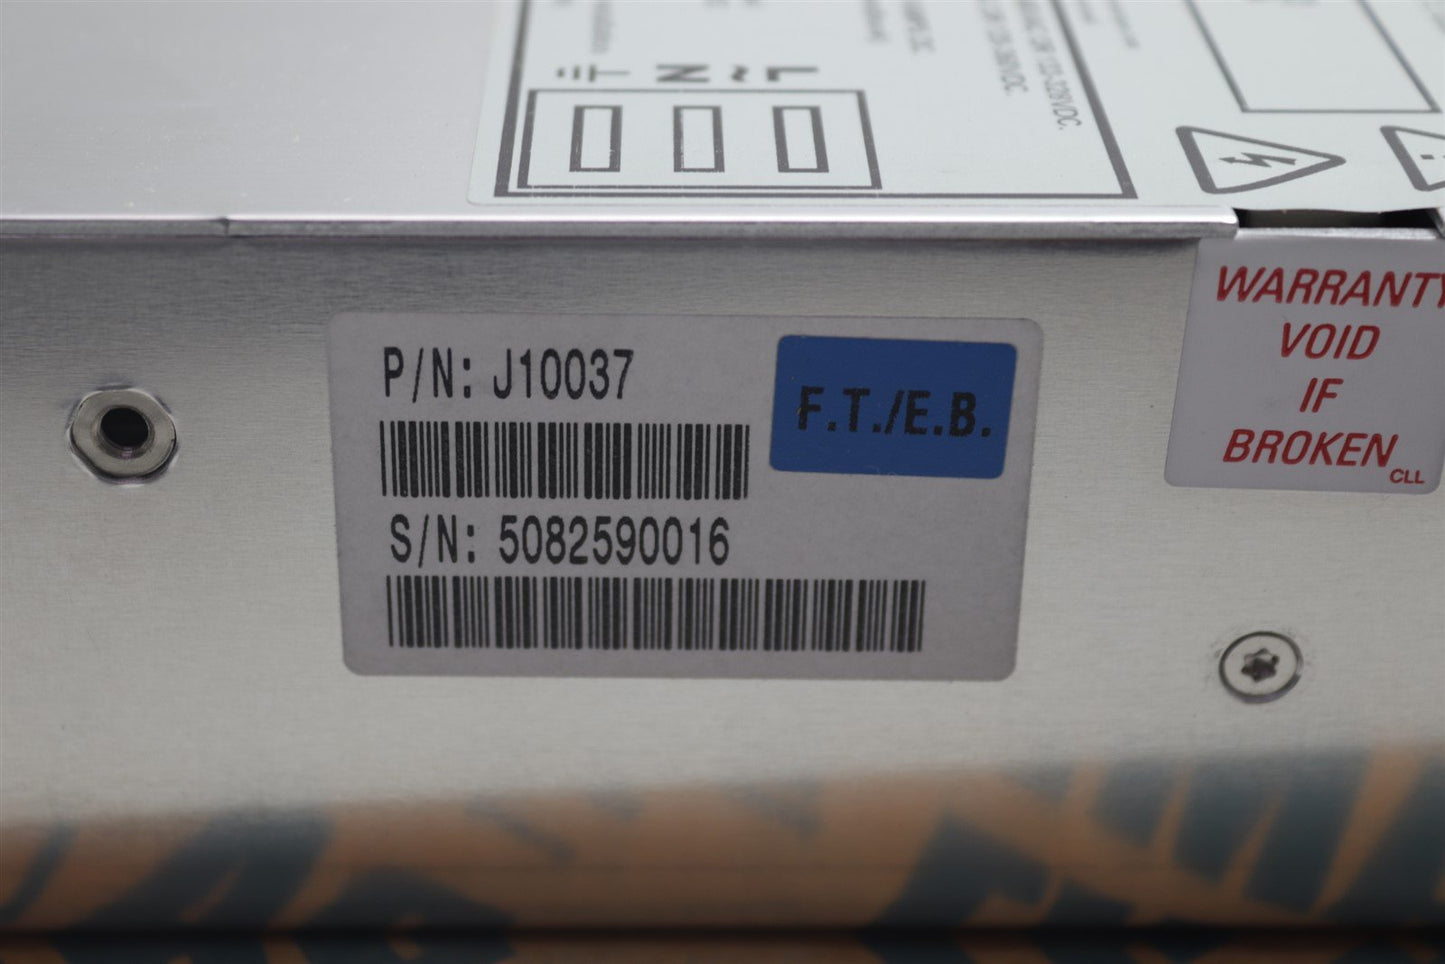 N
P/N: J10037
F.T./E.B.
S/N: 5082590016
WARRANTY
VOID
IF
BROKEN
CLL